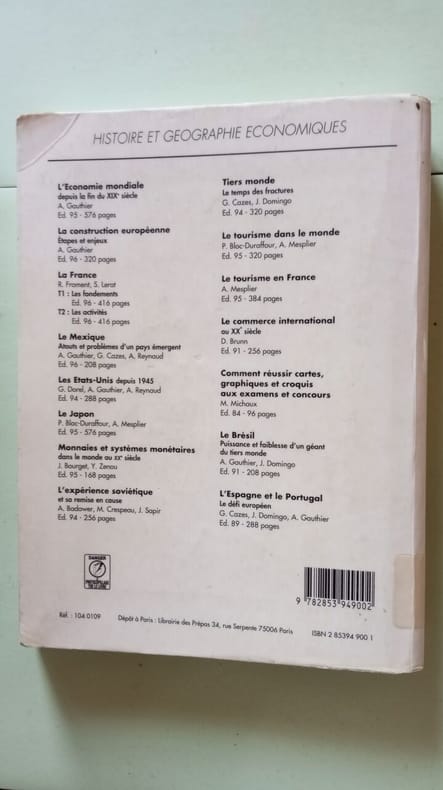 HISTOIRE ET GEOGRAPHIE ECONOMIQUES
L'Economie mondiale
depuis la fin du XIXe siècle
A. Gauthier
Ed. 95 - 576 pages
La construction européenne
Etapes et enjeux
A. Gauthier
Ed. 96 - 320 pages
La France
R. Froment, S. Lerat
T1 : Les fondements
Ed. 96 - 416 pages
T2 : Les activités
Ed. 96 - 416 pages
Le Mexique
Atouts et problèmes d'un pays émergent
A. Gauthier, G. Cazes, A. Reynaud
Ed. 96 - 208 pages
Les Etats-Unis depuis 1945
G. Dorel, A. Gauthier, A. Reynaud
Ed. 94 - 288 pages
Le Japon
P. Bloc-Duraffour, A. Mesplier
Ed. 95 - 576 pages
Monnaies et systèmes monétaires
dans le monde au XXe siècle
J. Bourget, Y. Zenou
Ed. 95 - 168 pages
L'expérience soviétique
et sa remise en cause
A. Badower, M. Crespeau, J. Sapir
Ed. 94 - 256 pages
Tiers monde
Le temps des fractures
G. Cazes, J. Domingo
Ed. 94 - 320 pages
Le tourisme dans le monde
P. Bloc-Duraffour, A. Mesplier
Ed. 95 - 320 pages
Le tourisme en France
A. Mesplier
Ed. 95 - 384 pages
Le commerce international
au XXe siècle
D. Brunn
Ed. 91 - 256 pages
Comment réussir cartes,
graphiques et croquis
aux examens et concours
M. Michaux
Ed. 84 - 96 pages
Le Brésil
Puissance et faiblesse d'un géant
du tiers monde
A. Gauthier, J. Domingo
Ed. 91 - 208 pages
L'Espagne et le Portugal
Le défi européen
G. Cazes, J. Domingo, A. Gauthier
Ed. 89 - 288 pages
DANGER
LE
PHOTOCOPILLAGE
TUE LE LIVRE
9 782853 949002
Réf. : 104 0109
Dépôt à Paris : Librairie des Prépas 34, rue Serpente 75006 Paris
ISBN 2 85394 900 1